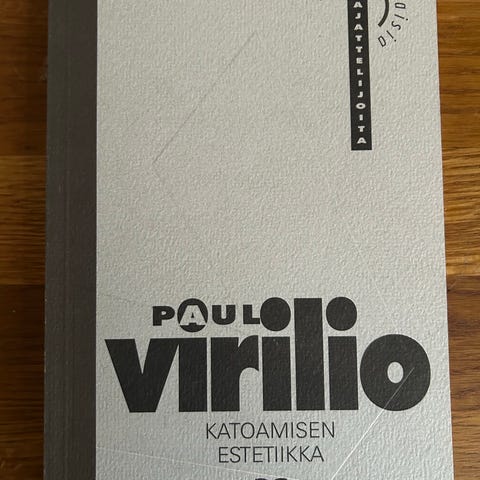 AJATTELIJOITA
PAUL
virilio
KATOAMISEN
ESTETIIKKA